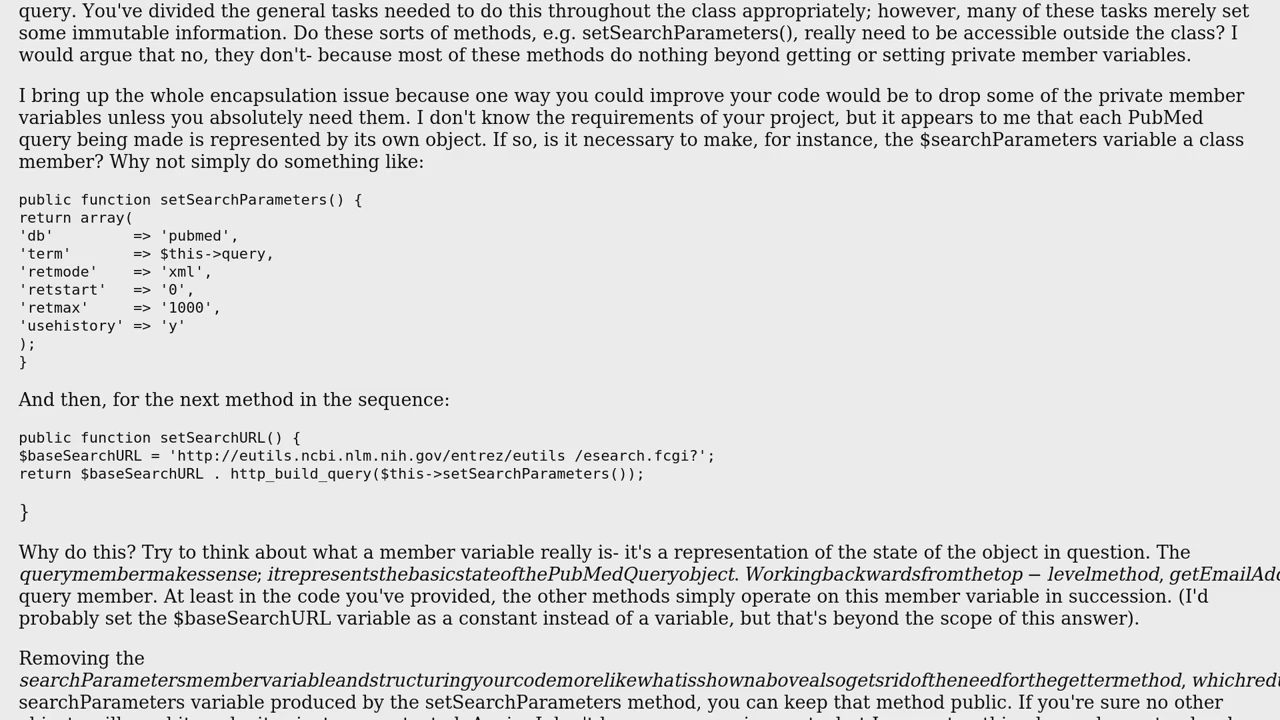 query. You've divided the general tasks needed to do this throughout the class appropriately; however, many of these tasks merely set
some immutable information. Do these sorts of methods, e.g. setSearchParameters(), really need to be accessible outside the class? I
would argue that no, they don't- because most of these methods do nothing beyond getting or setting private member variables.
I bring up the whole encapsulation issue because one way you could improve your code would be to drop some of the private member
variables unless you absolutely need them. I don't know the requirements of your project, but it appears to me that each PubMed
query being made is represented by its own object. If so, is it necessary to make, for instance, the $searchParameters variable a class
member? Why not simply do something like:
public function setSearchParameters() {
return array(
'db'         => 'pubmed',
'term'       => $this->query,
'retmode'    => 'xml',
'retstart'   => '0',
'retmax'     => '1000',
'usehistory' => 'y'
);
}
And then, for the next method in the sequence:
public function setSearchURL() {
$baseSearchURL = 'http://eutils.ncbi.nlm.nih.gov/entrez/eutils /esearch.fcgi?';
return $baseSearchURL . http_build_query($this->setSearchParameters());
}
Why do this? Try to think about what a member variable really is- it's a representation of the state of the object in question. The
querymembermakessense; itrepresentsthebasicstateofthePubMedQueryobject. Workingbackwardsfromthetop − levelmethod, getEmailAdd
query member. At least in the code you've provided, the other methods simply operate on this member variable in succession. (I'd
probably set the $baseSearchURL variable as a constant instead of a variable, but that's beyond the scope of this answer).
Removing the
searchParametersmembervariableandstructuringyourcodemorelikewhatisshownabovealsogetsridoftheneedforthegettermethod, whichredu
searchParameters variable produced by the setSearchParameters method, you can keep that method public. If you're sure no other